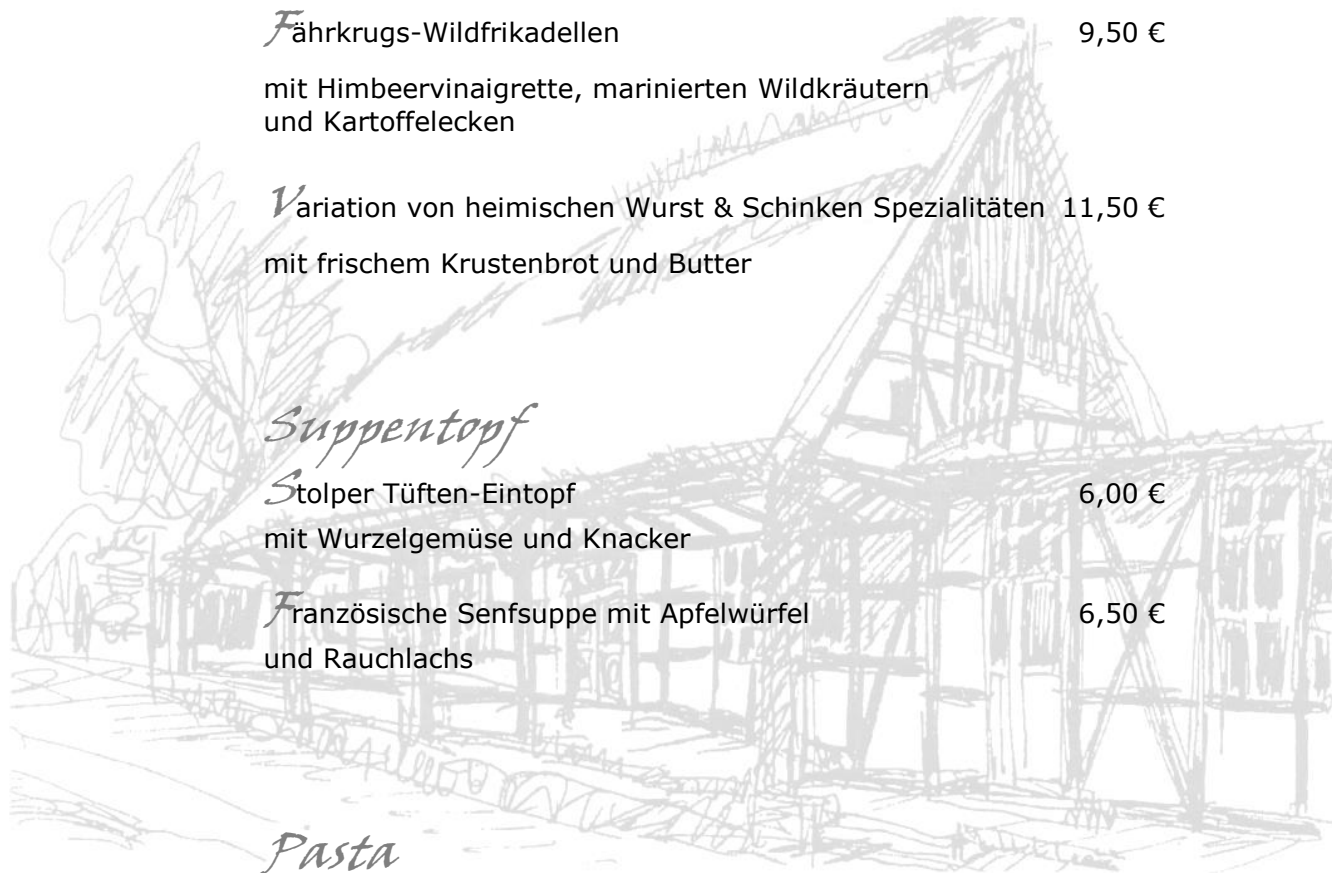 Fährkrugs-Wildfrikadellen 9,50 €
mit Himbeervinaigrette, marinierten Wildkräutern
und Kartoffelecken
Variation von heimischen Wurst & Schinken Spezialitäten 11,50 €
mit frischem Krustenbrot und Butter
Suppentopf
Stolper Tüften-Eintopf 6,00 €
mit Wurzelgemüse und Knacker
Französische Senfsuppe mit Apfelwürfel 6,50 €
und Rauchlachs
Pasta